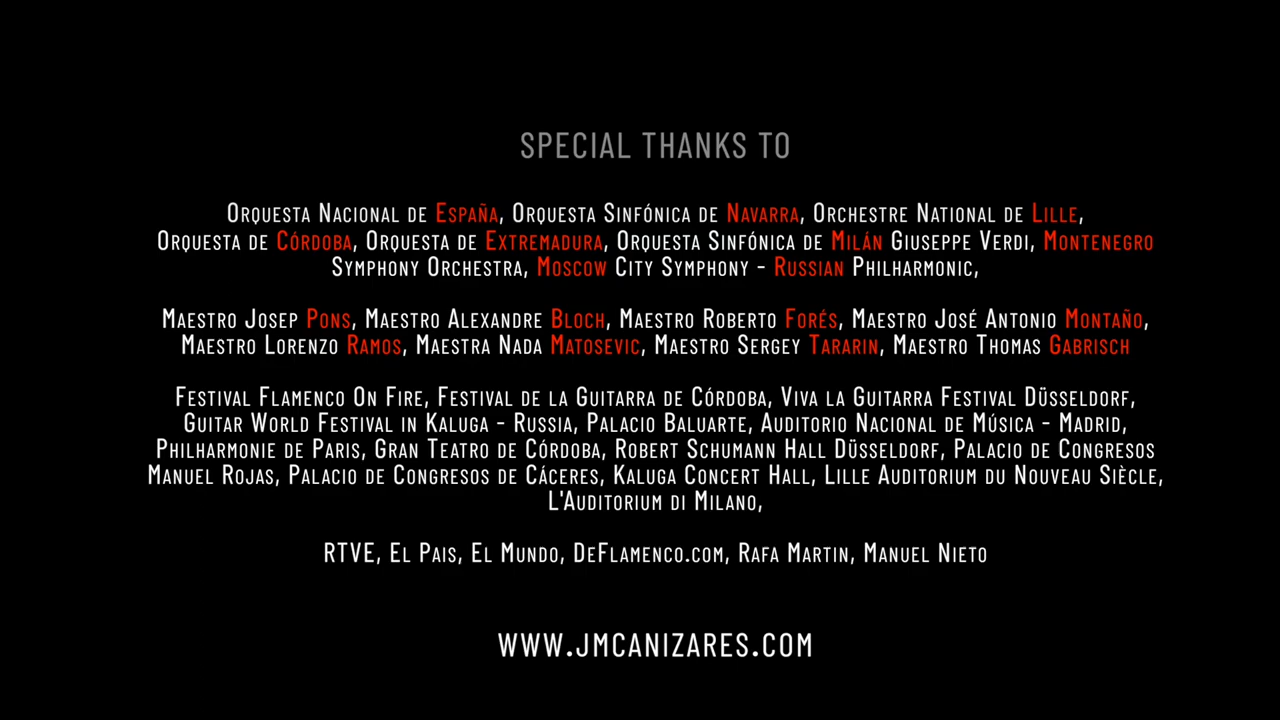 SPECIAL THANKS TO
Orquesta Nacional de España, Orquesta Sinfónica de Navarra, Orchestre National de Lille,
Orquesta de Córdoba, Orquesta de Extremadura, Orquesta Sinfónica de Milán Giuseppe Verdi, Montenegro
Symphony Orchestra, Moscow City Symphony - Russian Philharmonic,
Maestro Josep Pons, Maestro Alexandre Bloch, Maestro Roberto Forés, Maestro José Antonio Montaño,
Maestro Lorenzo Ramos, Maestra Nada Matosevic, Maestro Sergey Tararin, Maestro Thomas Gabrisch
Festival Flamenco On Fire, Festival de la Guitarra de Córdoba, Viva la Guitarra Festival Düsseldorf,
Guitar World Festival in Kaluga - Russia, Palacio Baluarte, Auditorio Nacional de Música - Madrid,
Philharmonie de Paris, Gran Teatro de Córdoba, Robert Schumann Hall Düsseldorf, Palacio de Congresos
Manuel Rojas, Palacio de Congresos de Cáceres, Kaluga Concert Hall, Lille Auditorium du Nouveau Siècle,
L'Auditorium di Milano,
RTVE, El Pais, El Mundo, DeFlamenco.com, Rafa Martin, Manuel Nieto
WWW.JMCANIZARES.COM